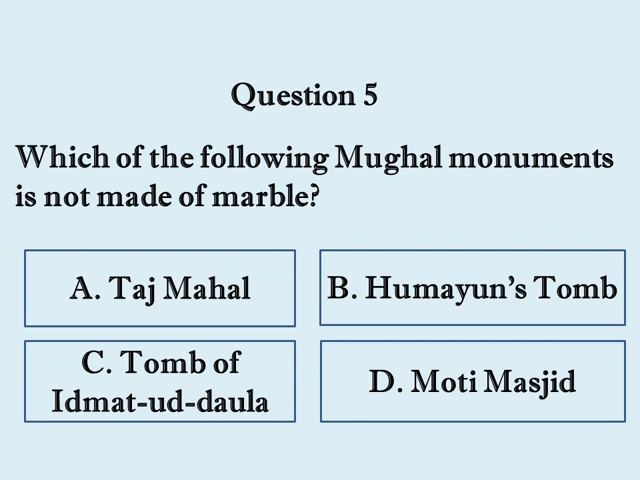 Question 5
Which of the following Mughal monuments
is not made of marble?
A. Taj Mahal
B. Humayun's Tomb
C. Tomb of
Idmat-ud-daula
D. Moti Masjid